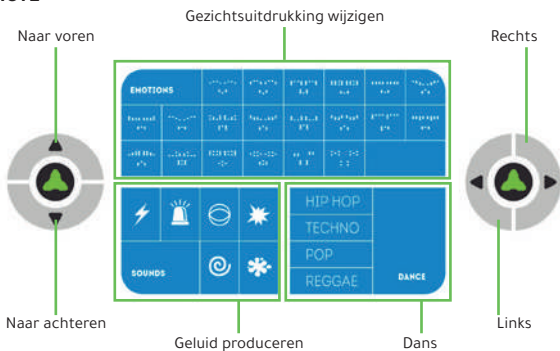 Gezichtsuitdrukking wijzigen
Naar voren
Rechts
EMOTIONS
HIP HOP
TECHNO
POP
REGGAE
SOUNDS
DANCE
Naar achteren
Links
Geluid produceren
Dans